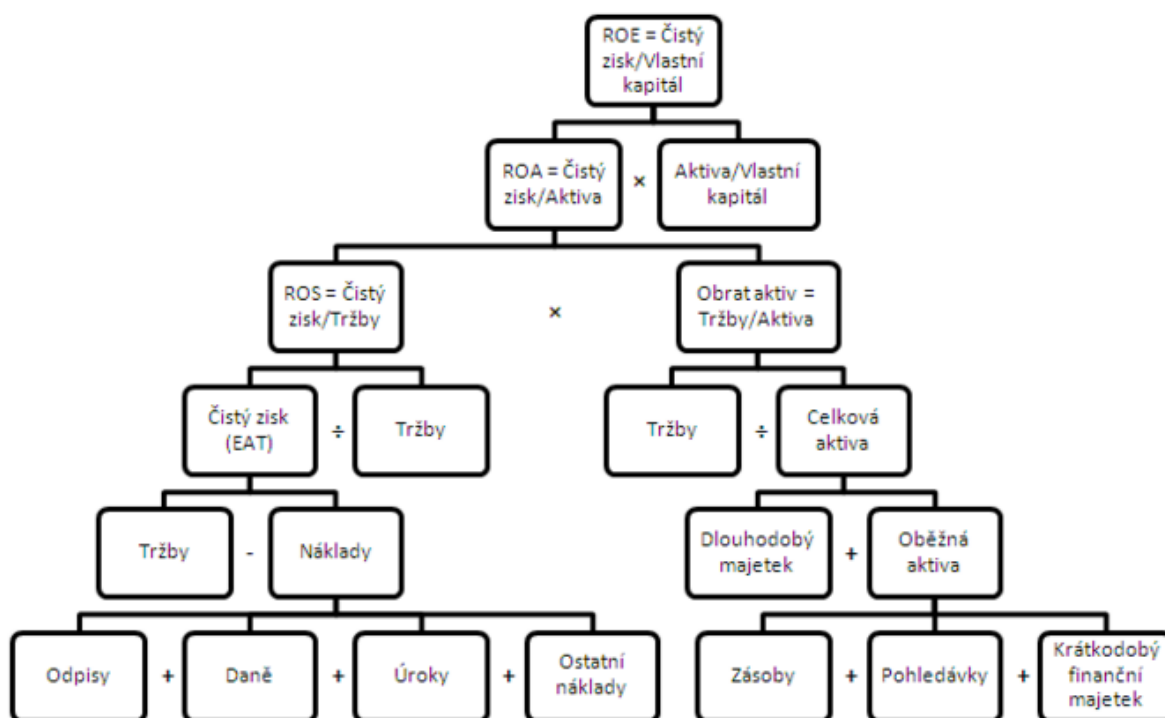 ROE = Čistý
zisk/Vlastní
kapitál
ROA = Čistý
zisk/Aktiva
×
Aktiva/Vlastní
kapitál
ROS = Čistý
zisk/Tržby
×
Obrat aktiv =
Tržby/Aktiva
Čistý zisk
(EAT)
÷
Tržby
Tržby
÷
Celková
aktiva
Tržby
-
Náklady
Dlouhodobý
majetek
+
Oběžná
aktiva
Odpisy
+
Daně
+
Úroky
+
Ostatní
náklady
Zásoby
+
Pohledávky
+
Krátkodobý
finanční
majetek